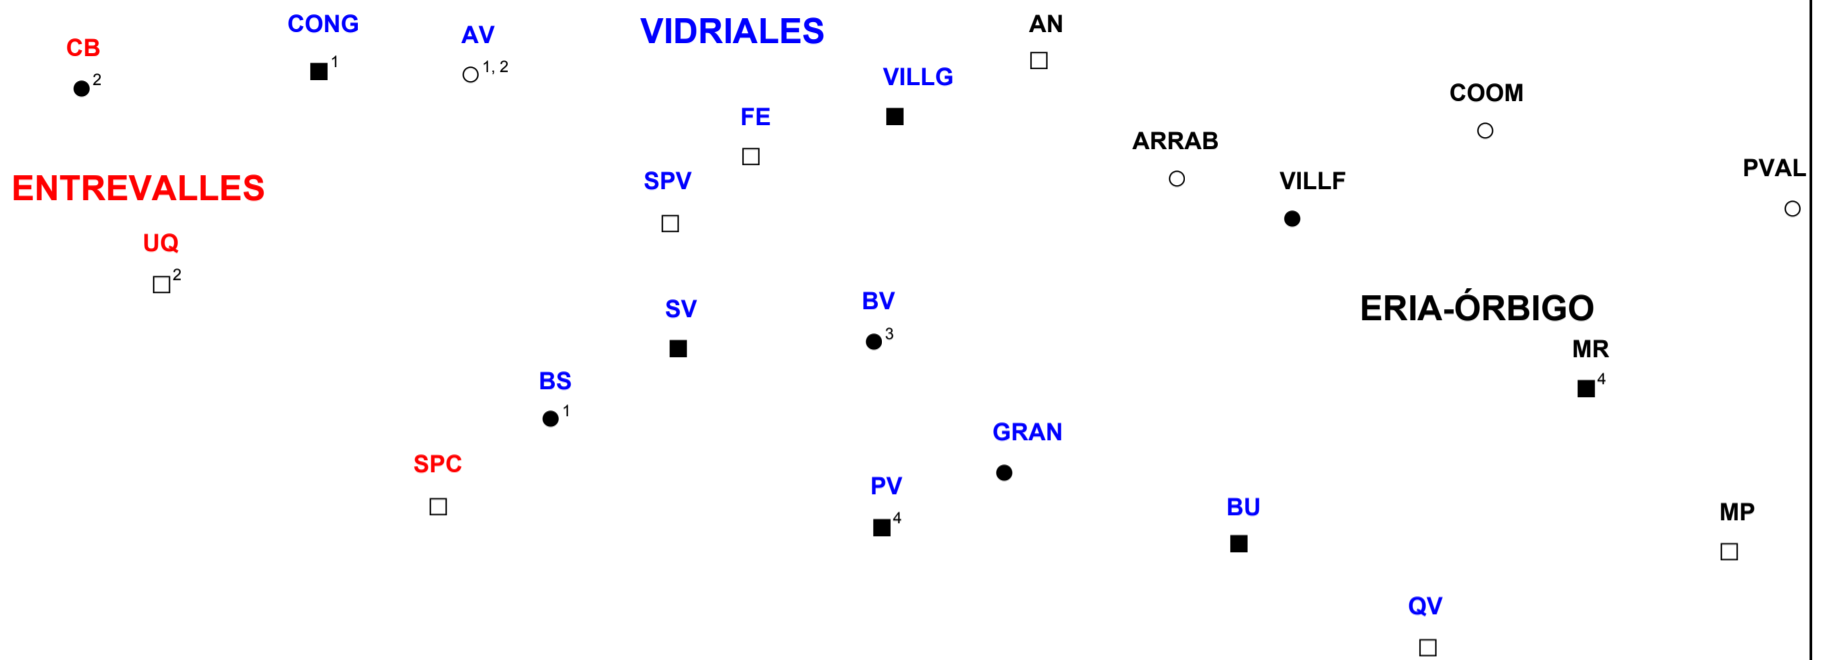 CONG
AV
VIDRIALES
AN
CB
1
1, 2
2
VILLG
COOM
FE
ARRAB
PVAL
ENTREVALLES
SPV
VILLF
UQ
2
SV
BV
ERIA-ÓRBIGO
3
MR
4
BS
1
GRAN
SPC
PV
4
BU
MP
QV